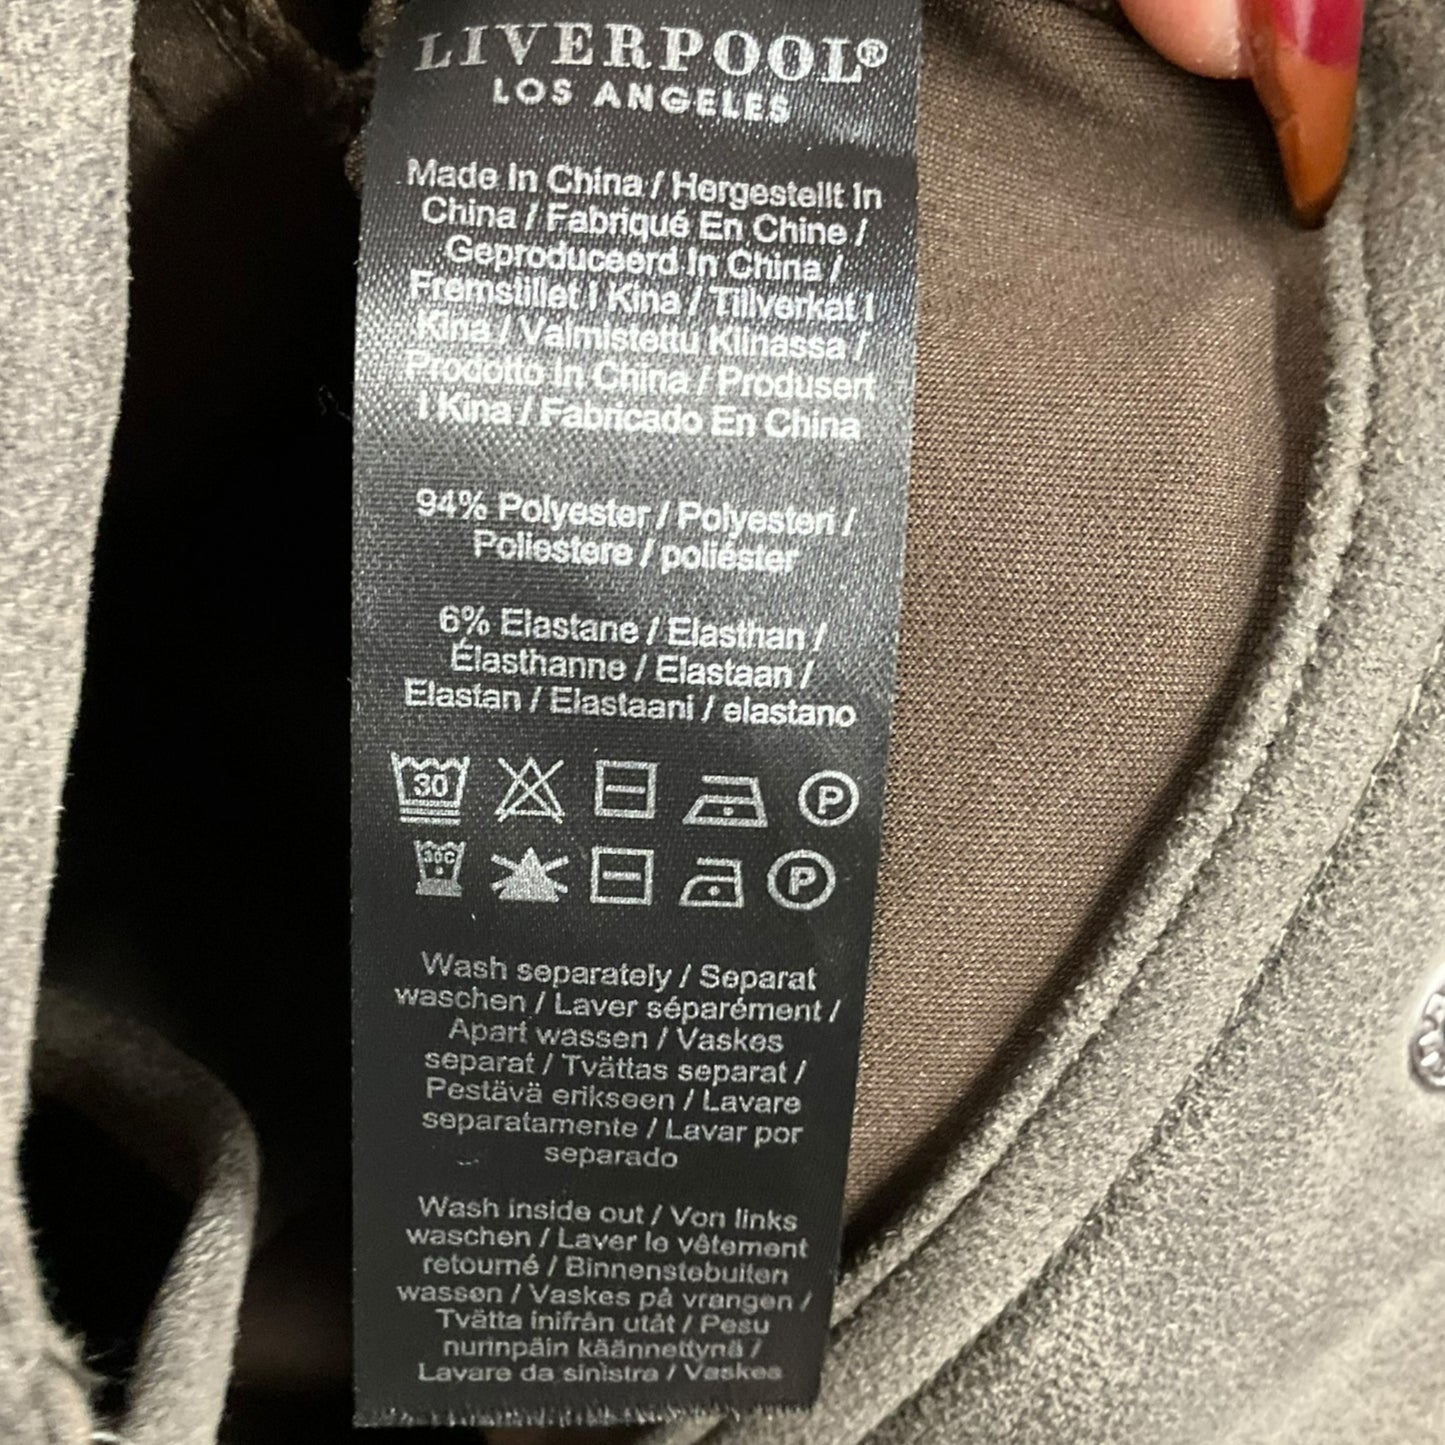 LIVERPOOL®
LOS ANGELES
Made In China / Hergestellt In
China / Fabriqué En Chine /
Geproduceerd In China /
Fremstillet I Kina / Tillverkat I
Kina / Valmistettu Kiinassa /
Prodotto In China / Produsert
I Kina / Fabricado En China
94% Polyester / Polyesteri /
Poliestere / poliéster
6% Elastane / Elasthan /
Élasthanne / Elastaan /
Elastan / Elastaani / elastano
30 P
30C P
Wash separately / Separat
waschen / Laver séparément /
Apart wassen / Vaskes
separat / Tvättas separat /
Pestävä erikseen / Lavare
separatamente / Lavar por
separado
Wash inside out / Von links
waschen / Laver le vêtement
retourné / Binnenstebuiten
wassen / Vaskes på vrangen /
Tvätta inifrån utåt / Pesu
nurinpäin käännettynä /
Lavare da sinistra / Vaskes